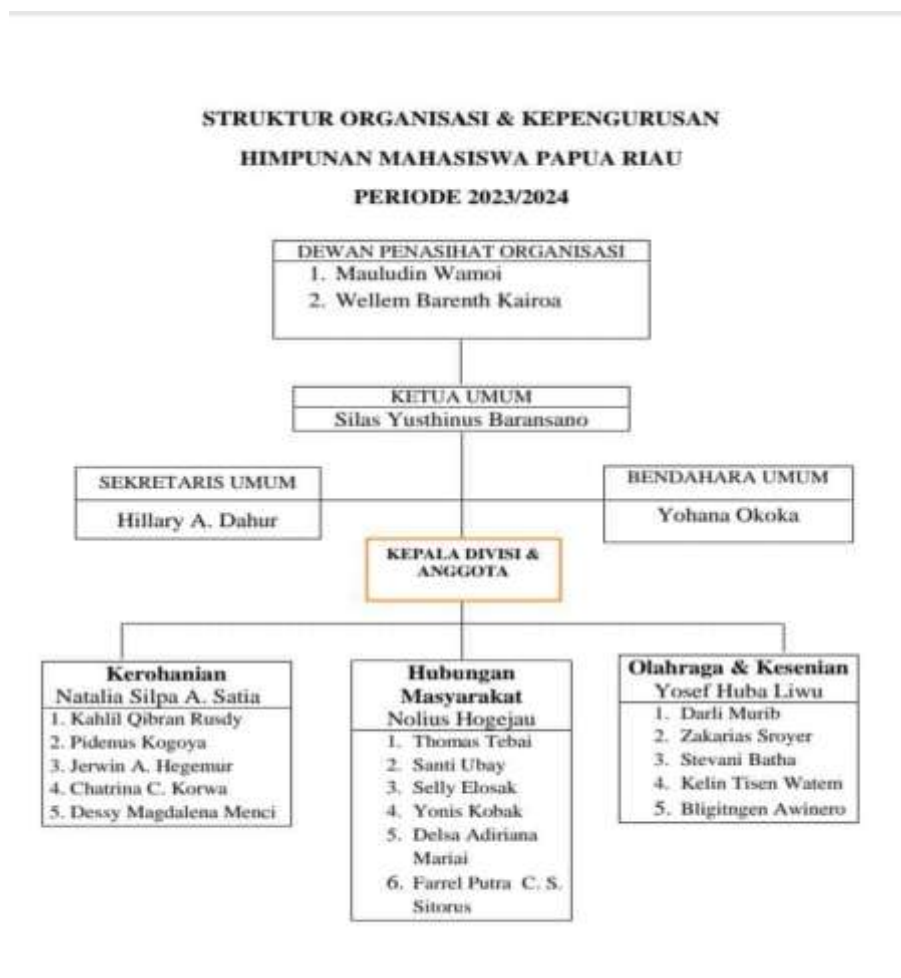 STRUKTUR ORGANISASI & KEPENGURUSAN
HIMPUNAN MAHASISWA PAPUA RIAU
PERIODE 2023/2024
DEWAN PENASIHAT ORGANISASI
1. Mauludin Wamoi
2. Wellem Barenth Kairoa
KETUA UMUM
Silas Yusthinus Baransano
SEKRETARIS UMUM
Hillary A. Dahur
BENDAHARA UMUM
Yohana Okoka
KEPALA DIVISI &
ANGGOTA
Kerohanian
Natalia Silpa A. Satia
1. Kahlil Qibran Rusdy
2. Pidenus Kogoya
3. Jerwin A. Hegemur
4. Chatrina C. Korwa
5. Dessy Magdalena Menci
Hubungan
Masyarakat
Nolius Hogejau
1. Thomas Tebai
2. Santi Ubay
3. Selly Elosak
4. Yonis Kobak
5. Delsa Adiriana
Mariai
6. Farrel Putra C. S.
Sitorus
Olahraga & Kesenian
Yosef Huba Liwu
1. Darli Murib
2. Zakarias Sroyer
3. Stevani Batha
4. Kelin Tisen Watem
5. Bligitngen Awinero